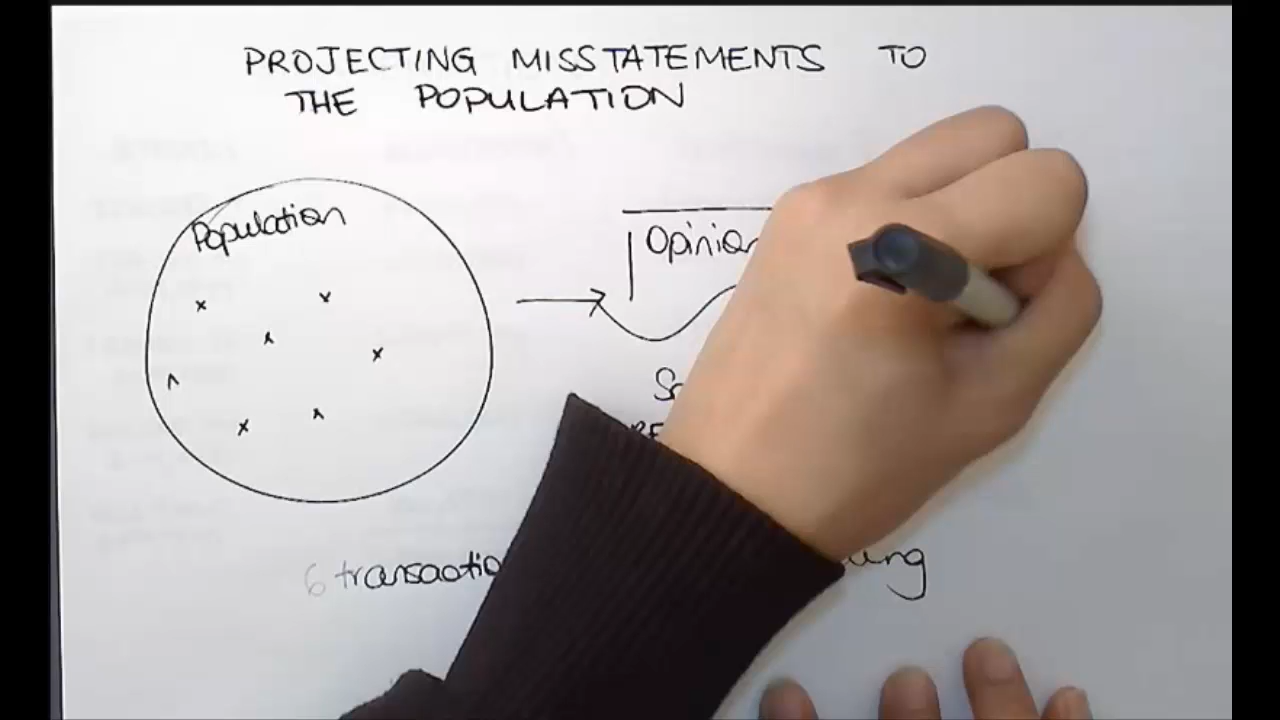 PROJECTING MISSTATEMENTS TO
THE POPULATION
Population
Opinion
6 transactio